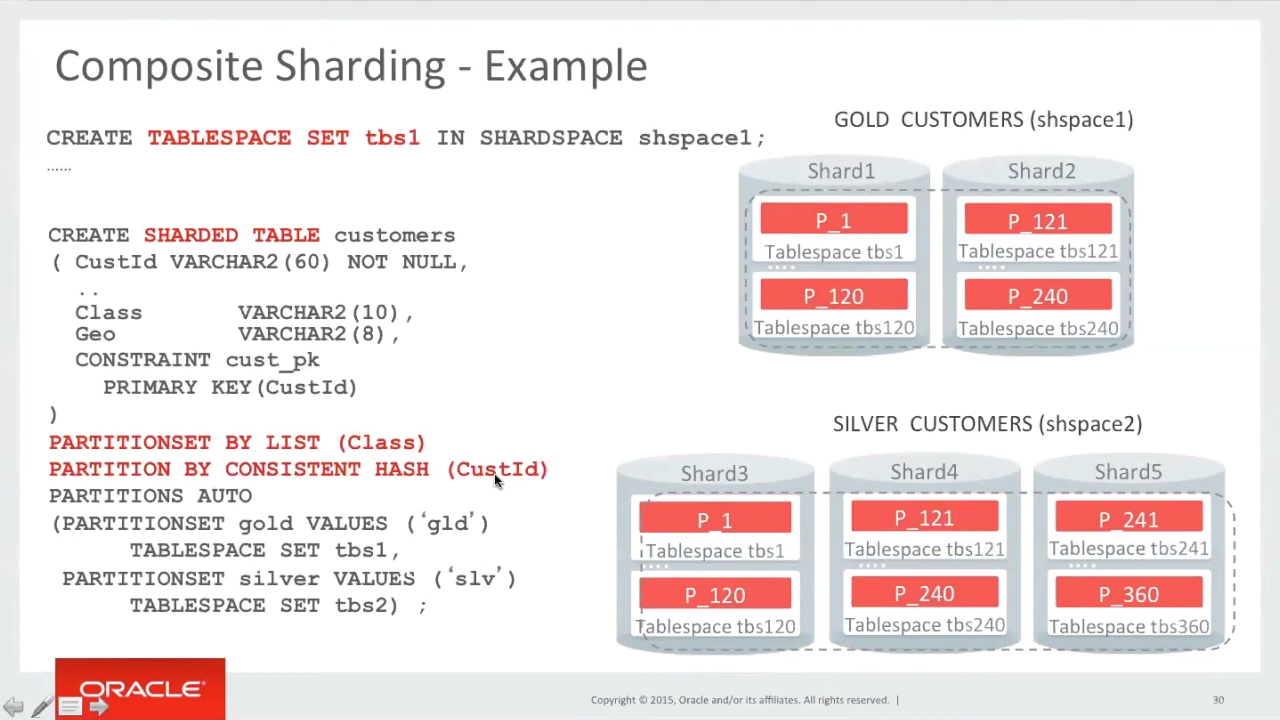 Composite Sharding - Example
CREATE TABLESPACE SET tbs1 IN SHARDSPACE shspace1;
......
CREATE SHARDED TABLE customers
( CustId VARCHAR2(60) NOT NULL,
..
Class VARCHAR2(10),
Geo VARCHAR2(8),
CONSTRAINT cust_pk
PRIMARY KEY(CustId)
)
PARTITIONSET BY LIST (Class)
PARTITION BY CONSISTENT HASH (CustId)
PARTITIONS AUTO
(PARTITIONSET gold VALUES (‘gld’)
TABLESPACE SET tbs1,
PARTITIONSET silver VALUES (‘slv’)
TABLESPACE SET tbs2) ;
GOLD CUSTOMERS (shspace1)
Shard1 Shard2
P_1 P_121
Tablespace tbs1 Tablespace tbs121
.... ....
P_120 P_240
Tablespace tbs120 Tablespace tbs240
SILVER CUSTOMERS (shspace2)
Shard3 Shard4 Shard5
P_1 P_121 P_241
Tablespace tbs1 Tablespace tbs121 Tablespace tbs241
.... .... ....
P_120 P_240 P_360
Tablespace tbs120 Tablespace tbs240 Tablespace tbs360
ORACLE®
Copyright © 2015, Oracle and/or its affiliates. All rights reserved. |
30